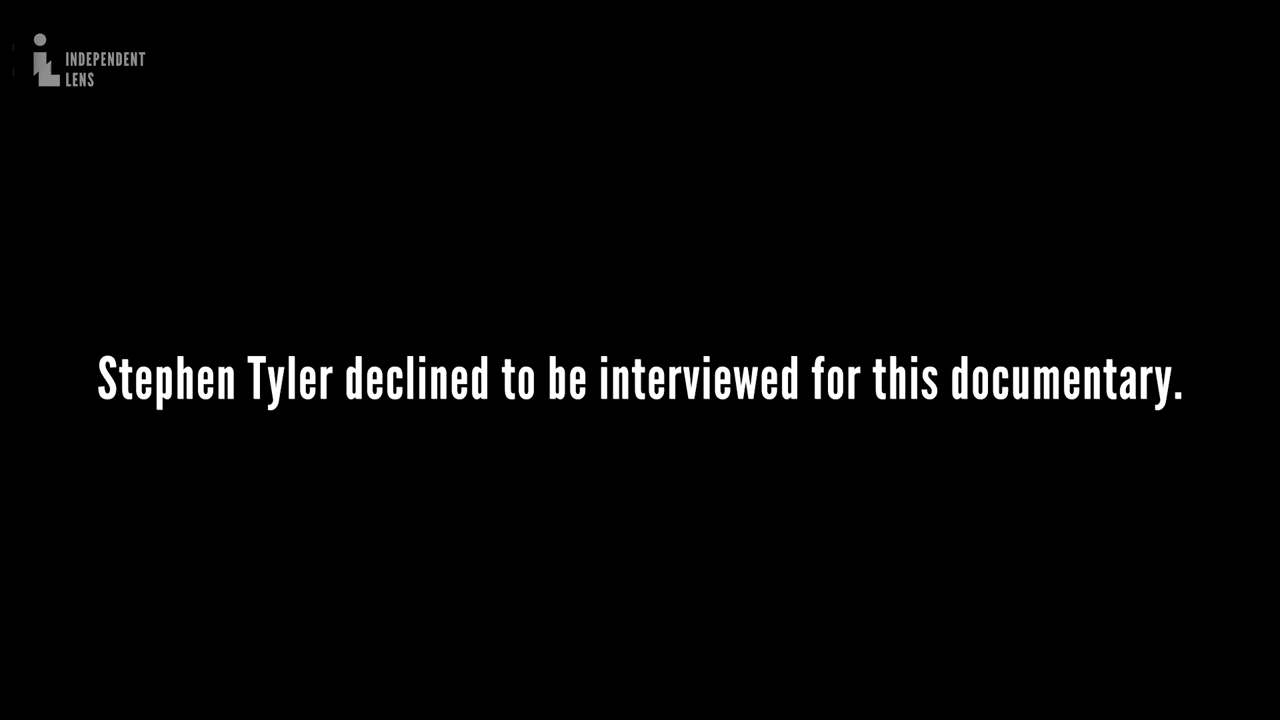 INDEPENDENT
LENS
Stephen Tyler declined to be interviewed for this documentary.